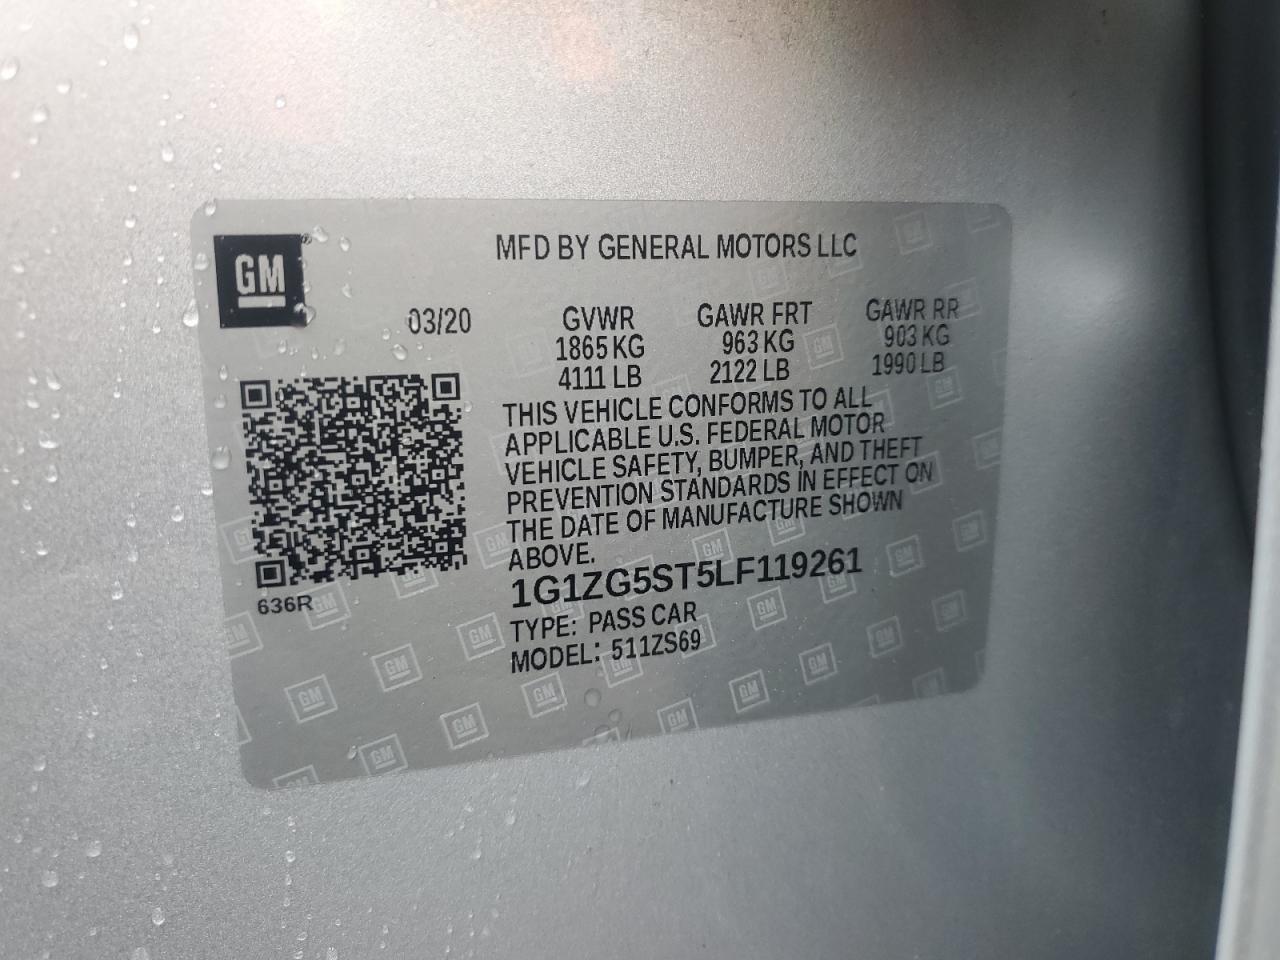 MFD BY GENERAL MOTORS LLC
GM
03/20
GVWR GAWR FRT GAWR RR
1865 KG 963 KG 903 KG
4111 LB 2122 LB 1990 LB
THIS VEHICLE CONFORMS TO ALL
APPLICABLE U.S. FEDERAL MOTOR
VEHICLE SAFETY, BUMPER, AND THEFT
PREVENTION STANDARDS IN EFFECT ON
THE DATE OF MANUFACTURE SHOWN
ABOVE.
1G1ZG5ST5LF119261
636R
TYPE: PASS CAR
MODEL: 511ZS69